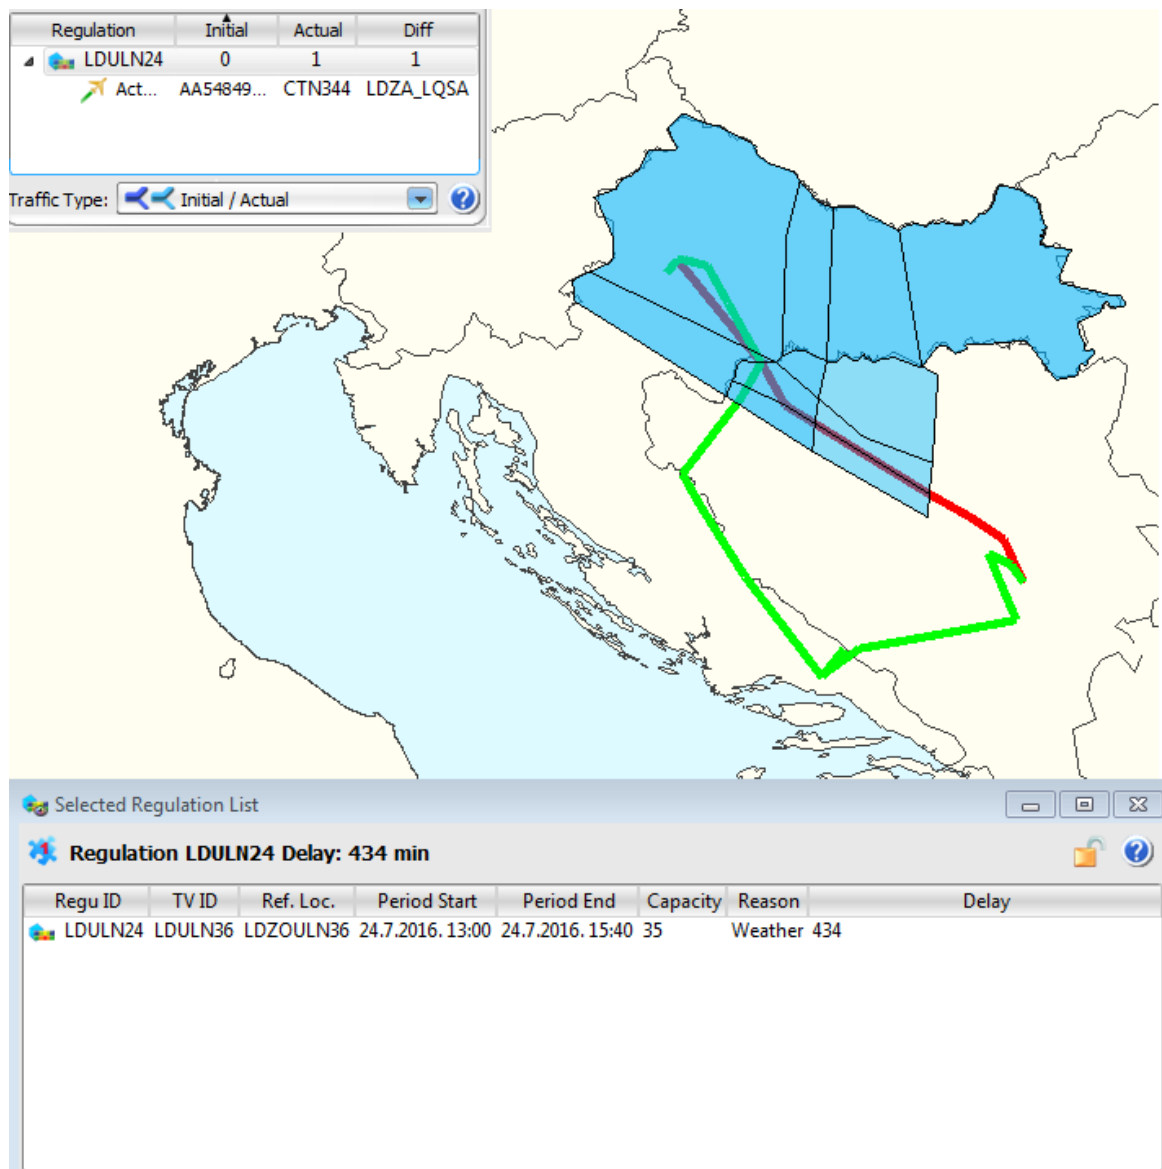 Regulation Initial Actual Diff
LDULN24 0 1 1
Act... AA54849... CTN344 LDZA_LQSA
Traffic Type: Initial / Actual
Selected Regulation List
Regulation LDULN24 Delay: 434 min
Regu ID TV ID Ref. Loc. Period Start Period End Capacity Reason Delay
LDULN24 LDULN36 LDZOULN36 24.7.2016. 13:00 24.7.2016. 15:40 35 Weather 434